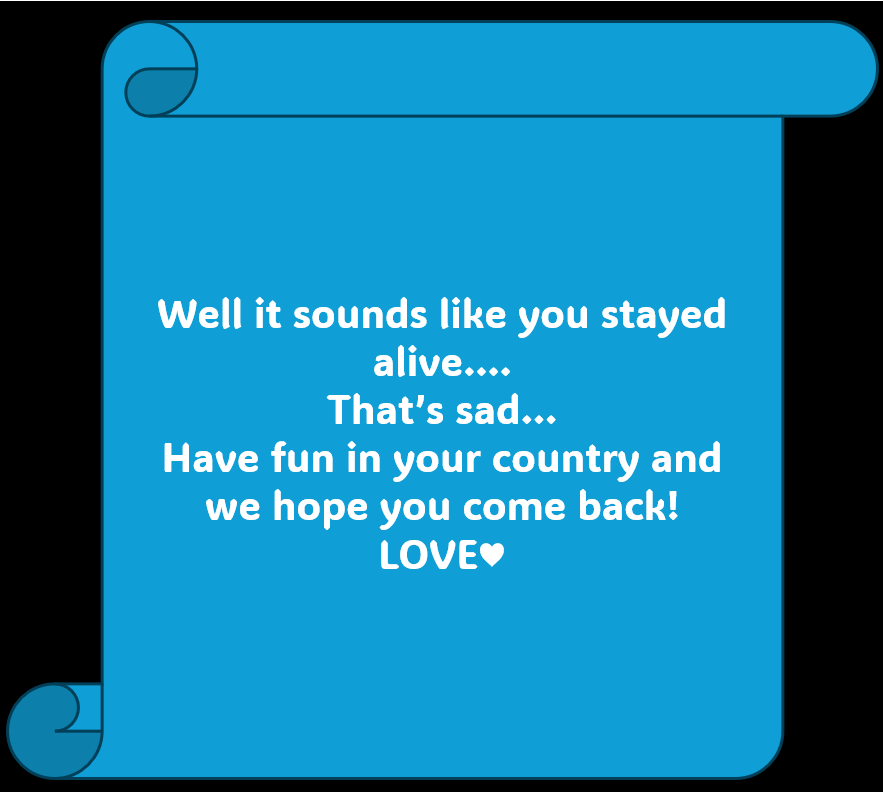 Well it sounds like you stayed
alive....
That's sad...
Have fun in your country and
we hope you come back!
LOVE♥